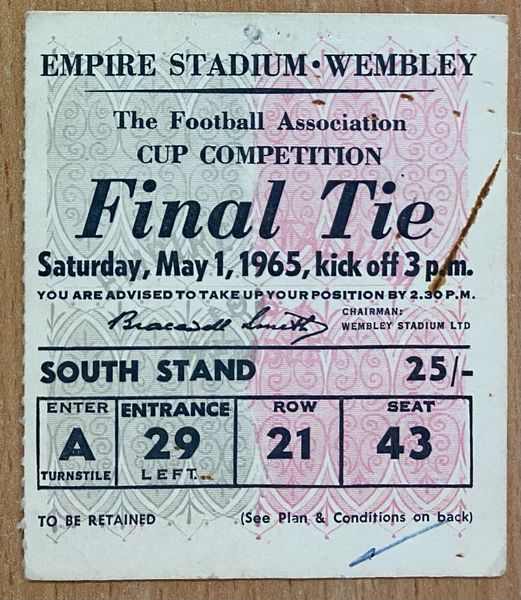 EMPIRE STADIUM • WEMBLEY
The Football Association
CUP COMPETITION
Final Tie
Saturday, May 1, 1965, kick off 3 p.m.
YOU ARE ADVISED TO TAKE UP YOUR POSITION BY 2.30 P.M.
Bracewell Smith
CHAIRMAN:
WEMBLEY STADIUM LTD
SOUTH STAND 25/-
ENTER
A
TURNSTILE
ENTRANCE
29
LEFT
ROW
21
SEAT
43
TO BE RETAINED (See Plan & Conditions on back)